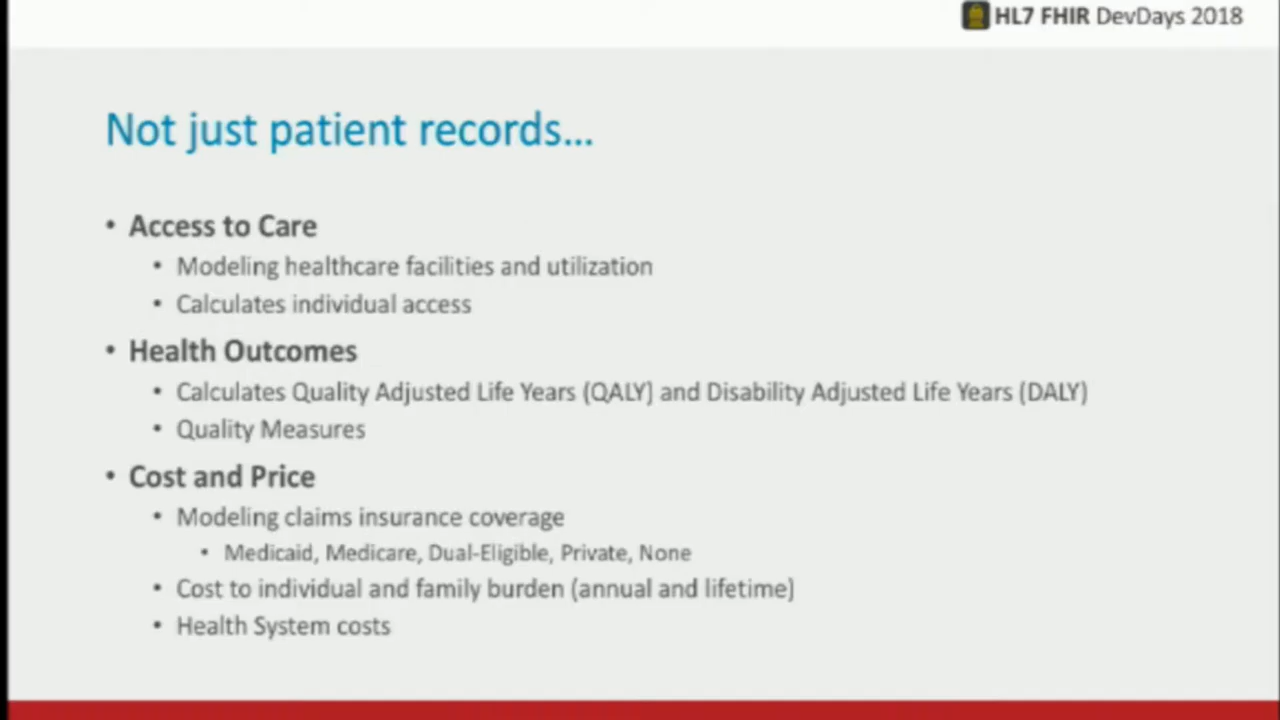 HL7 FHIR DevDays 2018
Not just patient records...
• Access to Care
• Modeling healthcare facilities and utilization
• Calculates individual access
• Health Outcomes
• Calculates Quality Adjusted Life Years (QALY) and Disability Adjusted Life Years (DALY)
• Quality Measures
• Cost and Price
• Modeling claims insurance coverage
• Medicaid, Medicare, Dual-Eligible, Private, None
• Cost to individual and family burden (annual and lifetime)
• Health System costs